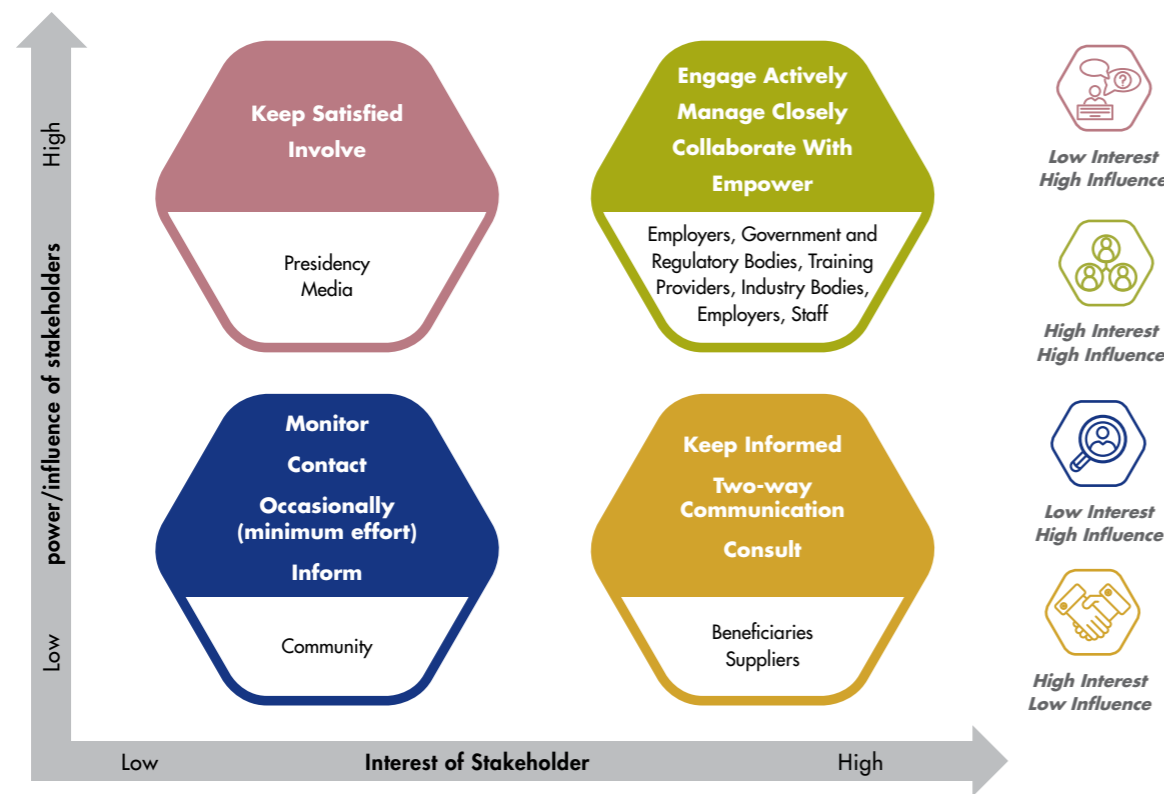 High
power/influence of stakeholders
Low
Keep Satisfied
Involve
Presidency
Media
Engage Actively
Manage Closely
Collaborate With
Empower
Employers, Government and
Regulatory Bodies, Training
Providers, Industry Bodies,
Employers, Staff
Monitor
Contact
Occasionally
(minimum effort)
Inform
Community
Keep Informed
Two-way
Communication
Consult
Beneficiaries
Suppliers
Low
Interest of Stakeholder
High
?
Low Interest
High Influence
High Interest
High Influence
Low Interest
High Influence
High Interest
Low Influence